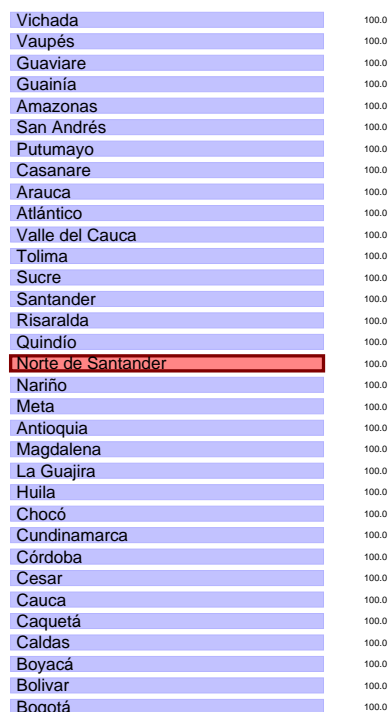 Vichada 100.0
Vaupés 100.0
Guaviare 100.0
Guainía 100.0
Amazonas 100.0
San Andrés 100.0
Putumayo 100.0
Casanare 100.0
Arauca 100.0
Atlántico 100.0
Valle del Cauca 100.0
Tolima 100.0
Sucre 100.0
Santander 100.0
Risaralda 100.0
Quindío 100.0
Norte de Santander 100.0
Nariño 100.0
Meta 100.0
Antioquia 100.0
Magdalena 100.0
La Guajira 100.0
Huila 100.0
Chocó 100.0
Cundinamarca 100.0
Córdoba 100.0
Cesar 100.0
Cauca 100.0
Caquetá 100.0
Caldas 100.0
Boyacá 100.0
Bolivar 100.0
Bogotá 100.0